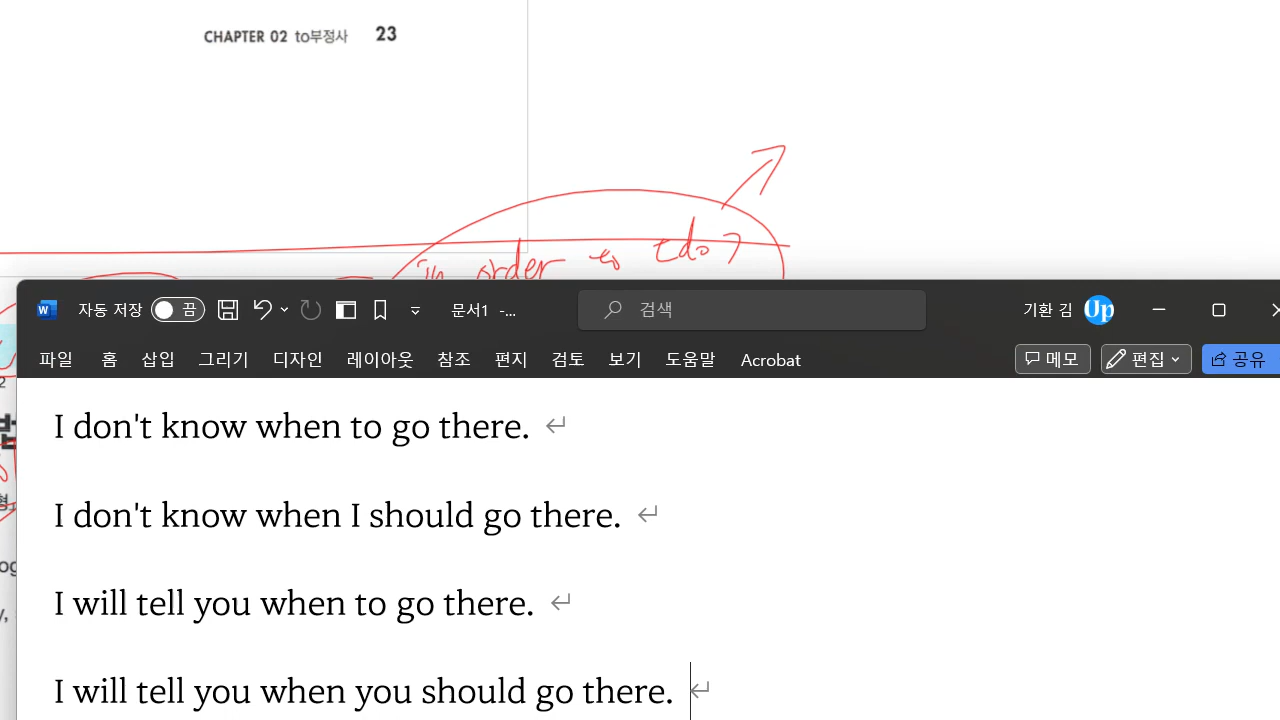 CHAPTER 02 to부정사 23
in order to
자동 저장 끔 문서1 -... 검색 기환 김 Up
파일 홈 삽입 그리기 디자인 레이아웃 참조 편지 검토 보기 도움말 Acrobat 메모 편집 공유
I don't know when to go there.
I don't know when I should go there.
I will tell you when to go there.
I will tell you when you should go there.